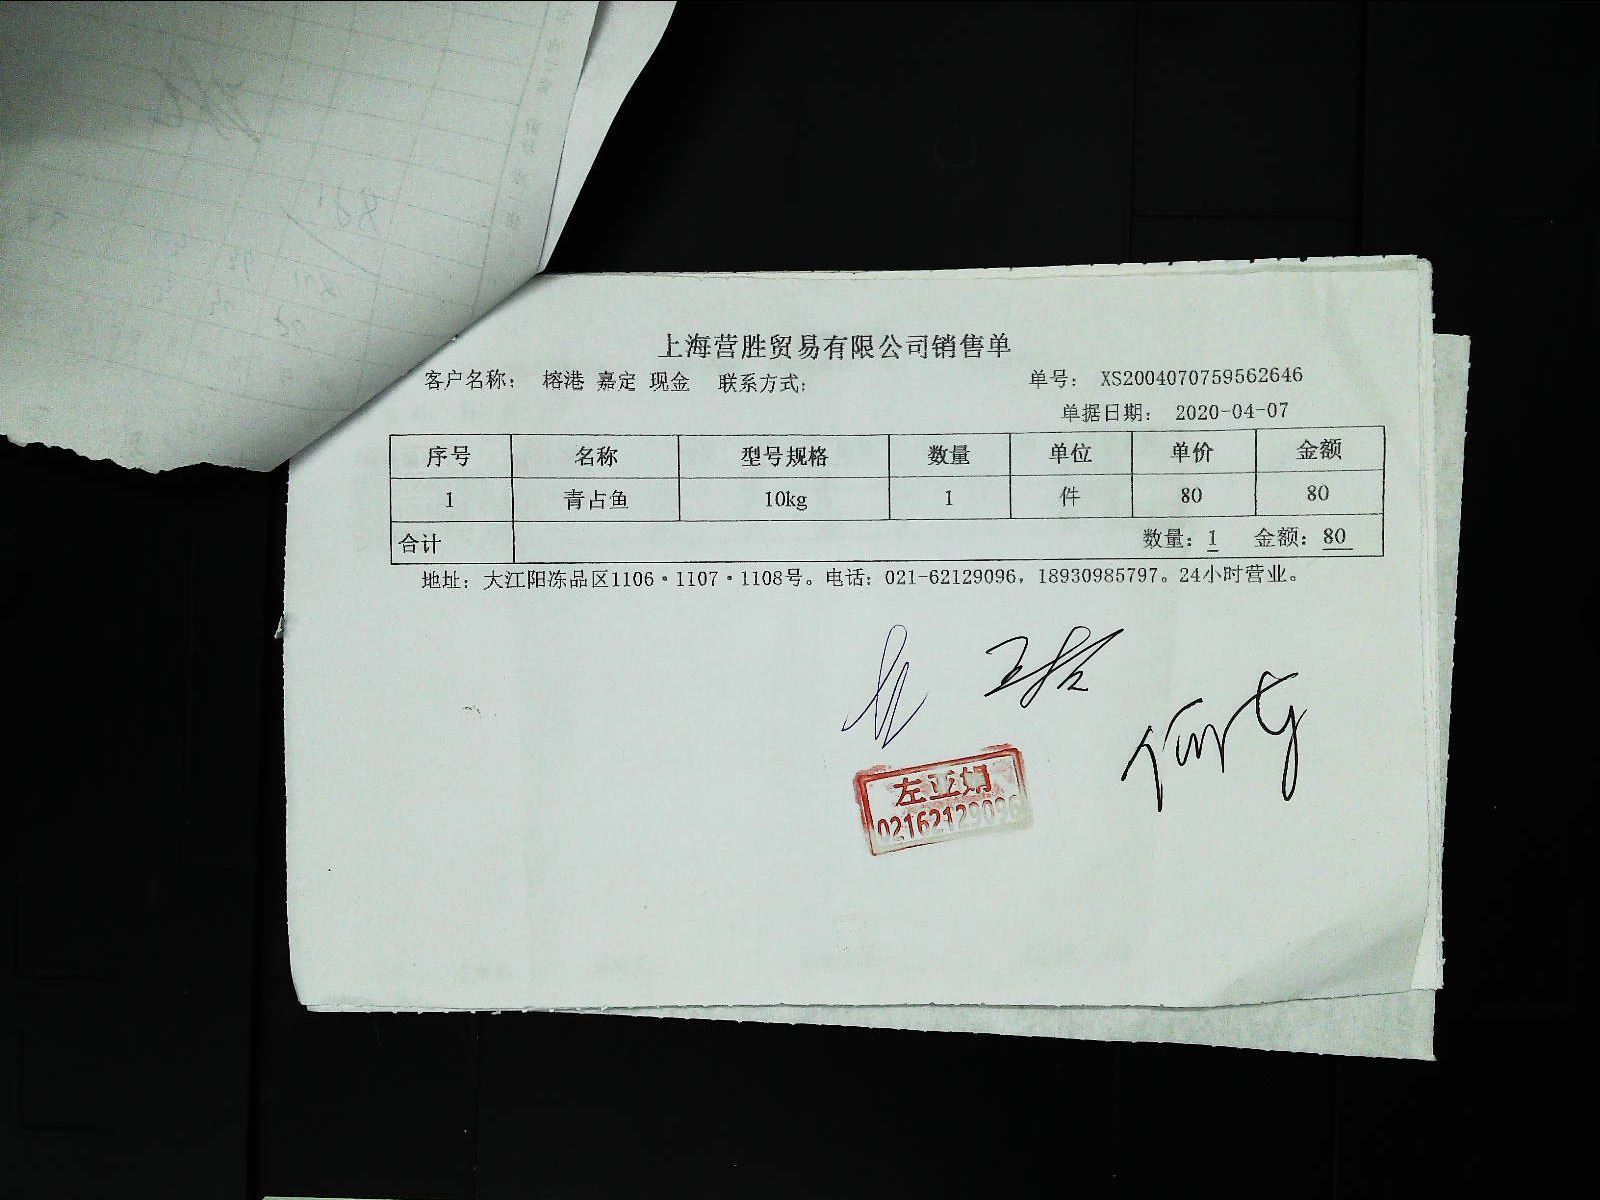 上海营胜贸易有限公司销售单
客户名称： 榕港 嘉定 现金 联系方式: 单号： XS2004070759562646
单据日期： 2020-04-07
序号 名称 型号规格 数量 单位 单价 金额
1 青占鱼 10kg 1 件 80 80
合计 数量：1 金额：80
地址：大江阳冻品区1106·1107·1108号。电话：021-62129096，18930985797。24小时营业。
左亚娟
02162129096